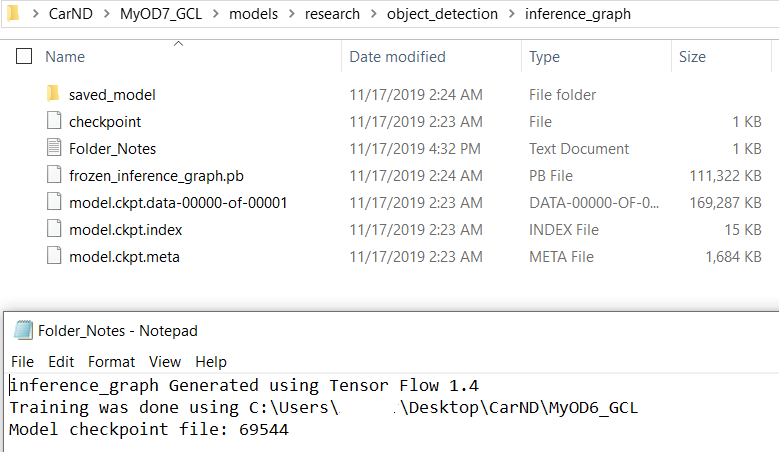 CarND > MyOD7_GCL > models > research > object_detection > inference_graph
Name Date modified Type Size
saved_model 11/17/2019 2:24 AM File folder
checkpoint 11/17/2019 2:23 AM File 1 KB
Folder_Notes 11/17/2019 4:32 PM Text Document 1 KB
frozen_inference_graph.pb 11/17/2019 2:24 AM PB File 111,322 KB
model.ckpt.data-00000-of-00001 11/17/2019 2:23 AM DATA-00000-OF-0... 169,287 KB
model.ckpt.index 11/17/2019 2:23 AM INDEX File 15 KB
model.ckpt.meta 11/17/2019 2:23 AM META File 1,684 KB
Folder_Notes - Notepad
File Edit Format View Help
inference_graph Generated using Tensor Flow 1.4
Training was done using C:\Users\ \Desktop\CarND\MyOD6_GCL
Model checkpoint file: 69544